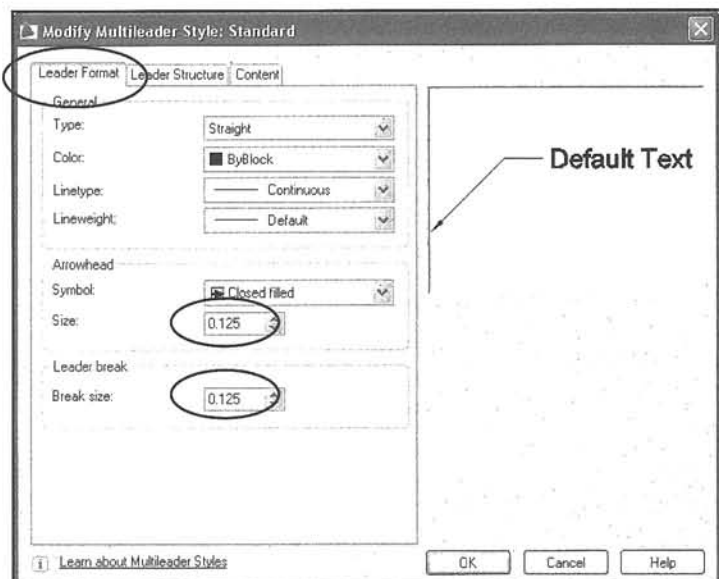 Modify Multileader Style: Standard
Leader Format
Leader Structure
Content
General
Type:
Straight
Color:
ByBlock
Linetype:
Continuous
Lineweight:
Default
Arrowhead
Symbol:
Closed filled
Size:
0.125
Leader break
Break size:
0.125
Default Text
Learn about Multileader Styles
OK
Cancel
Help